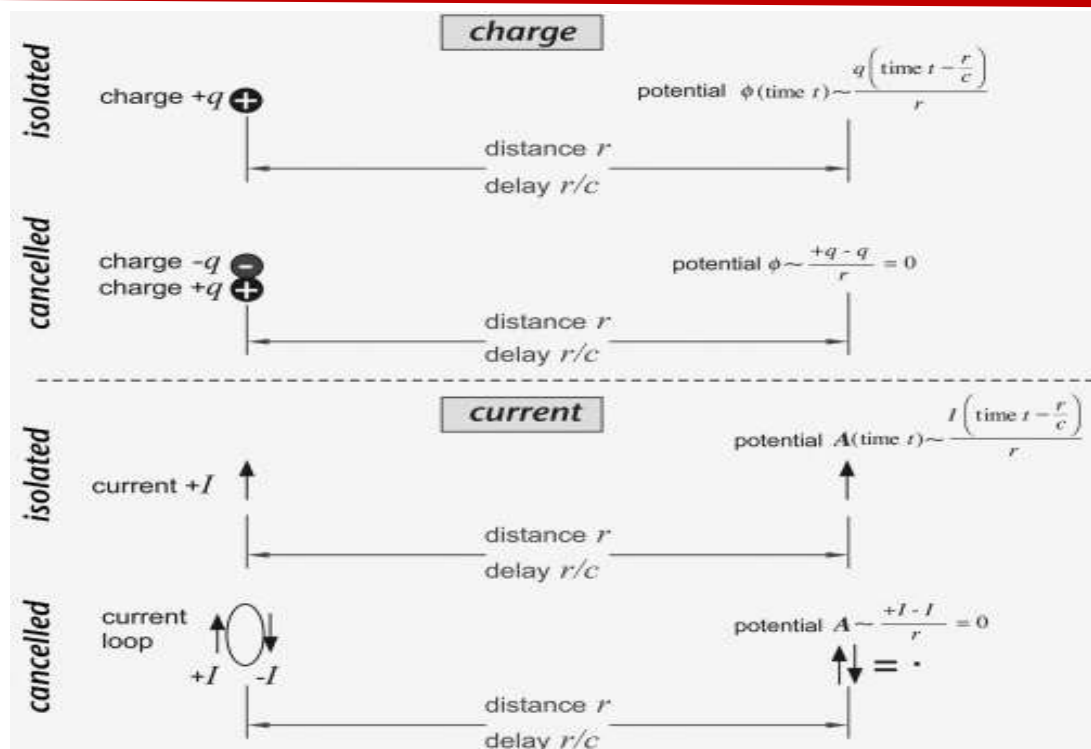 charge
isolated
charge +q
+
potential ϕ(time t) ~ q(time t − r/c) / r
distance r
delay r/c
cancelled
charge -q
−
charge +q
+
potential ϕ ~ +q - q / r = 0
distance r
delay r/c
current
isolated
current +I
potential A(time t) ~ I(time t − r/c) / r
distance r
delay r/c
cancelled
current
loop
+I -I
potential A ~ +I - I / r = 0
= ·
distance r
delay r/c